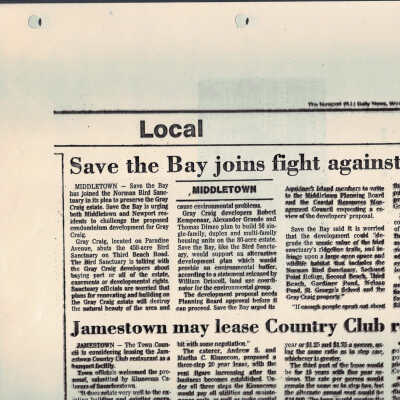 The Newport (R.I.) Daily News,
Local
Save the Bay joins fight against
MIDDLETOWN — Save the Bay
has joined the Norman Bird Sanc-
tuary in its plea to preserve the Gray
Craig estate. Save the Bay is urging
both Middletown and Newport res-
idents to challenge the proposed
condominium development for Gray
Craig.
Gray Craig, located on Paradise
Avenue, abuts the 450-acre Bird
Sanctuary on Third Beach Road.
The Bird Sanctuary is talking with
the Gray Craig developers about
buying part or all of the estate,
easements or developmental rights.
Sanctuary officials are worried that
plans for renovating and building on
the Gray Craig estate will destroy
the natural beauty of the area and
MIDDLETOWN
cause environmental problems.
Gray Craig developers Robert
Kempenaar, Alexander Grande and
Thomas Dimeo plan to build 56 sin-
gle-family, duplex and multi-family
housing units on the 80-acre estate.
Save the Bay, like the Bird Sanctu-
ary, would support an alternative
development plan which would
provide an environmental buffer,
according to a statement released by
William Driscoll, land use coordi-
nator for the environmental group.
The development proposal needs
Planning Board approval before it
can proceed. Save the Bay urged its
Aquidneck Island members to write
to the Middletown Planning Board
and the Coastal Resources Man-
agement Council requesting a re-
view of the developers' proposal.
Save the Bay said it is worried
that the development could "de-
grade the scenic value of the bird
sanctuary's ridgeline trails, and in-
fringe upon a large open space and
wildlife habitat that includes the
Norman Bird Sanctuary, Sachuest
Point Refuge, Second Beach, Third
Beach, Gardiner Pond, Nelson
Pond, St. George's School and the
Gray Craig property."
"If enough people speak out about
Jamestown may lease Country Club
JAMESTOWN — The Town Coun-
cil is considering leasing the Jam-
estown Country Club restaurant as a
banquet facility.
Town officials welcomed the pro-
posal, submitted by Kinnecom Ca-
terers of Saunderstown.
bit with some negotiation."
The caterer, Andrew S. and
Martha C. Kinnecom, proposed a
three-step 20 year lease, with the
rent figure increasing after the
business becomes established. Un-
der all three steps the Kinnecoms
would pay all utilities and mainte-
year or $1.25 and $1.75 a person, us-
ing the same ratio as in step one,
whichever is greater.
The third part of the lease would
be for 15 years with five year re-
views. The rate per person would
remain the same as in step two, but